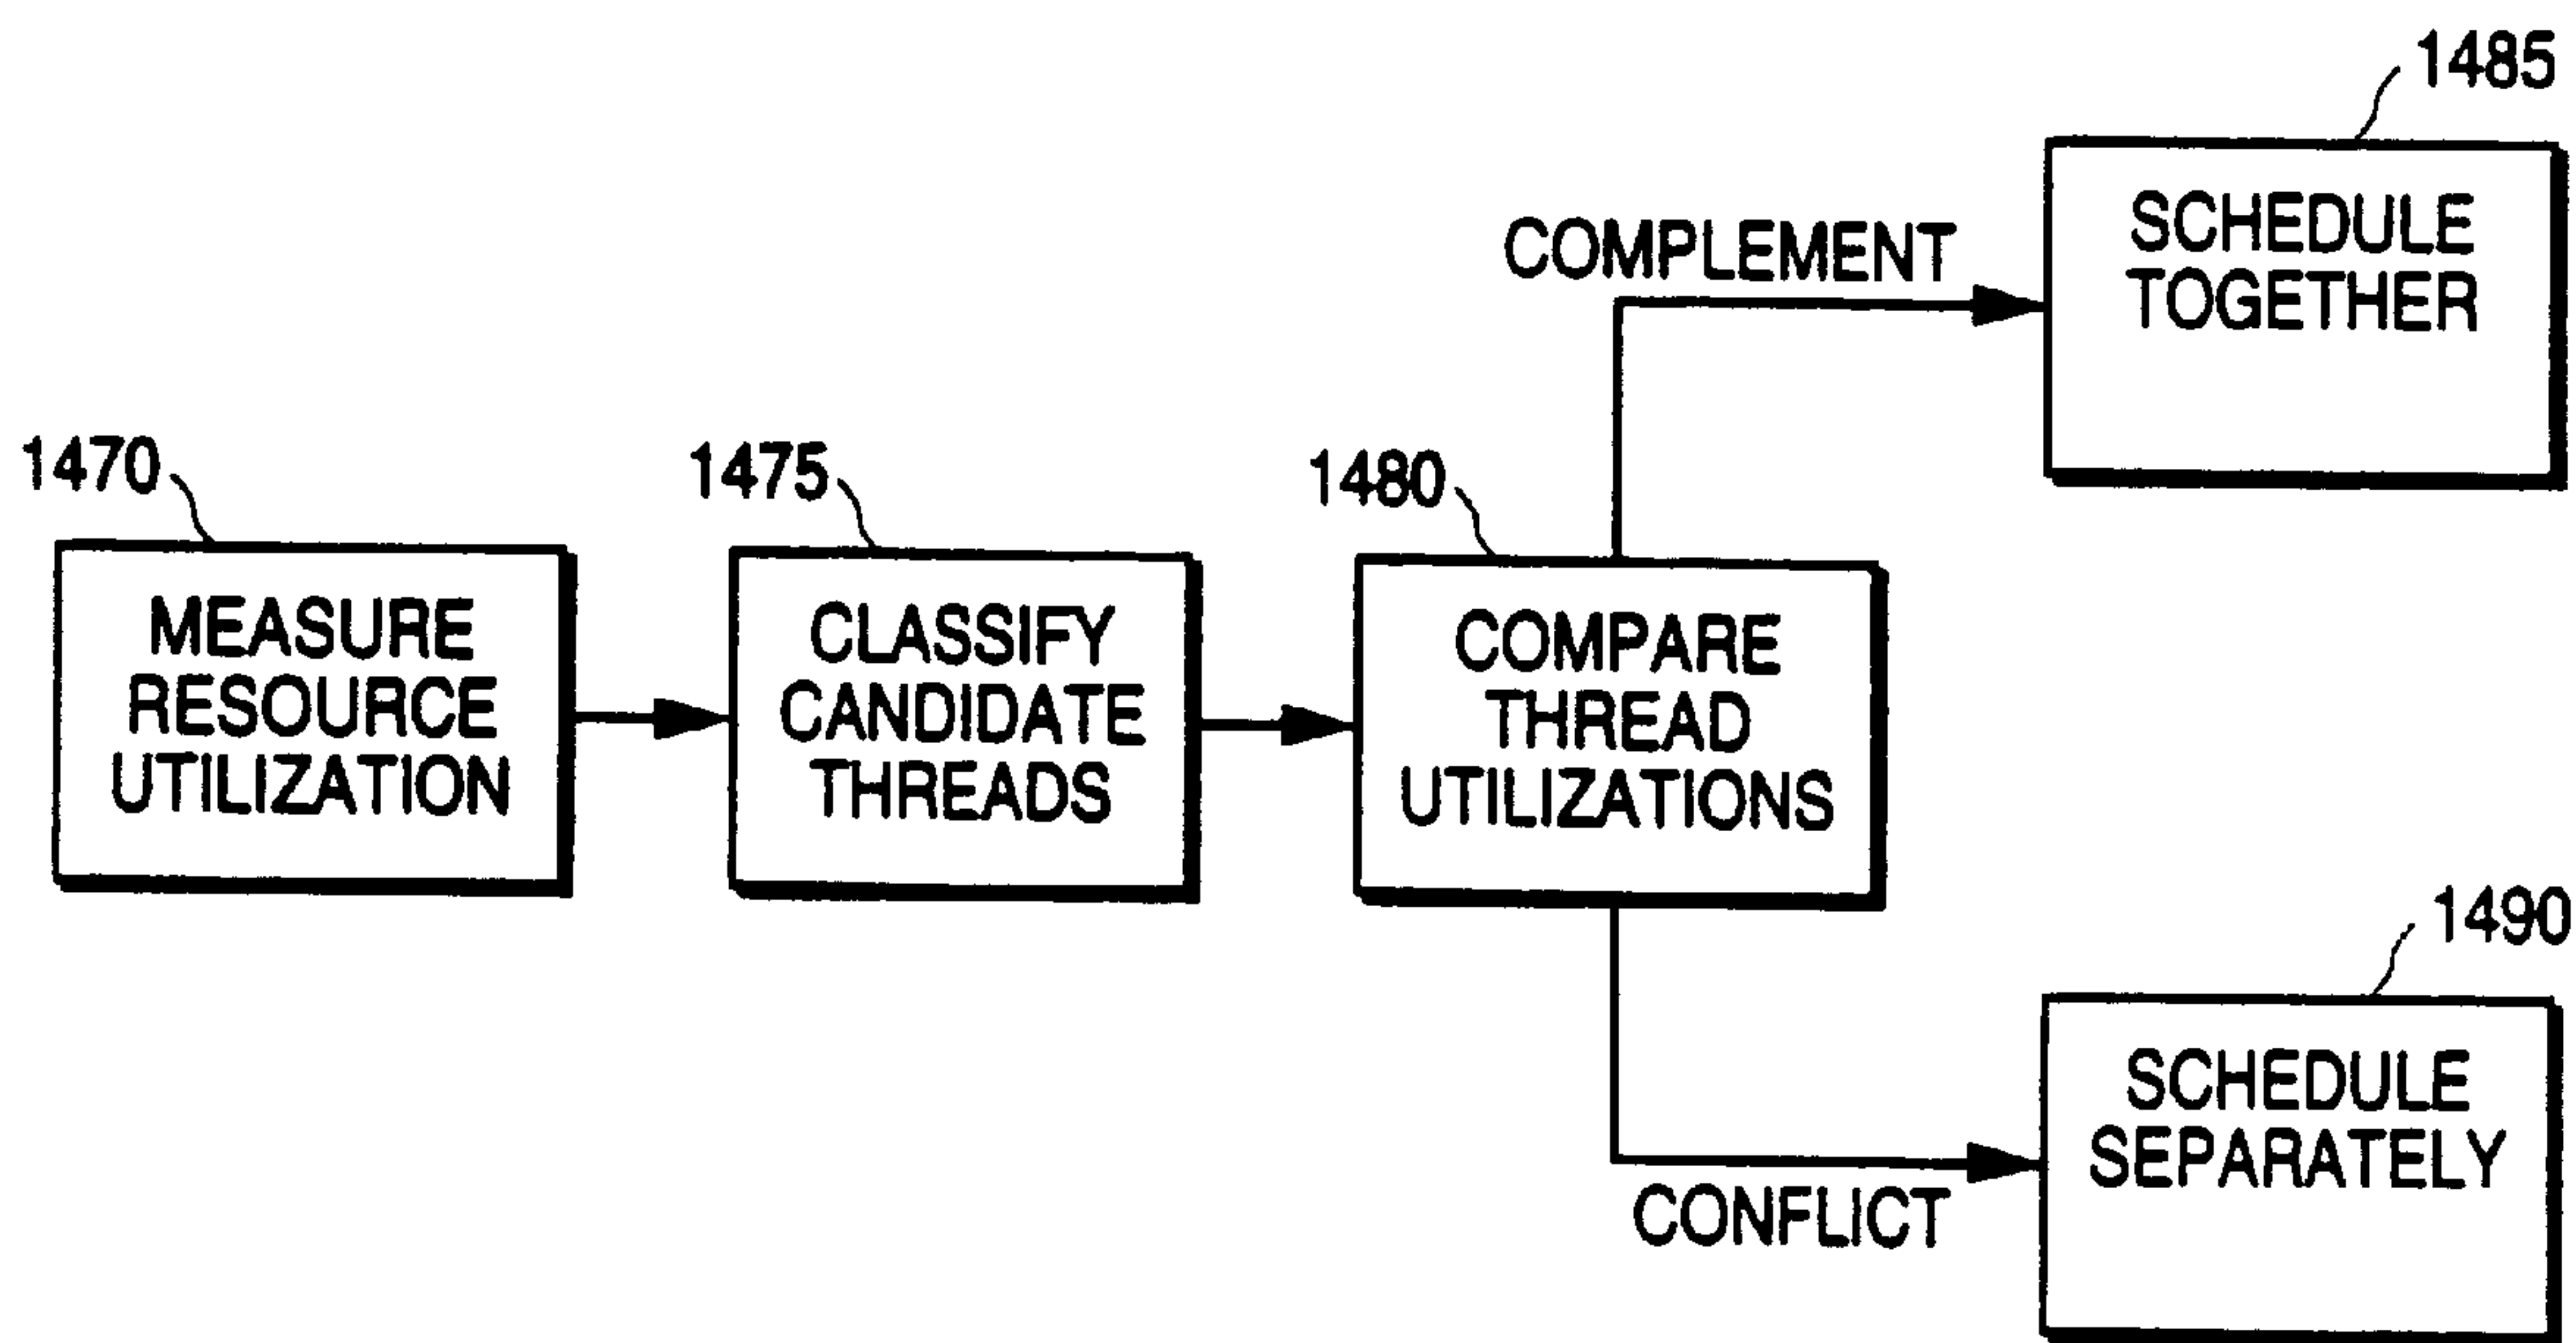 1485
SCHEDULE
TOGETHER
COMPLEMENT
1470
MEASURE
RESOURCE
UTILIZATION
1475
CLASSIFY
CANDIDATE
THREADS
1480
COMPARE
THREAD
UTILIZATIONS
1490
SCHEDULE
SEPARATELY
CONFLICT